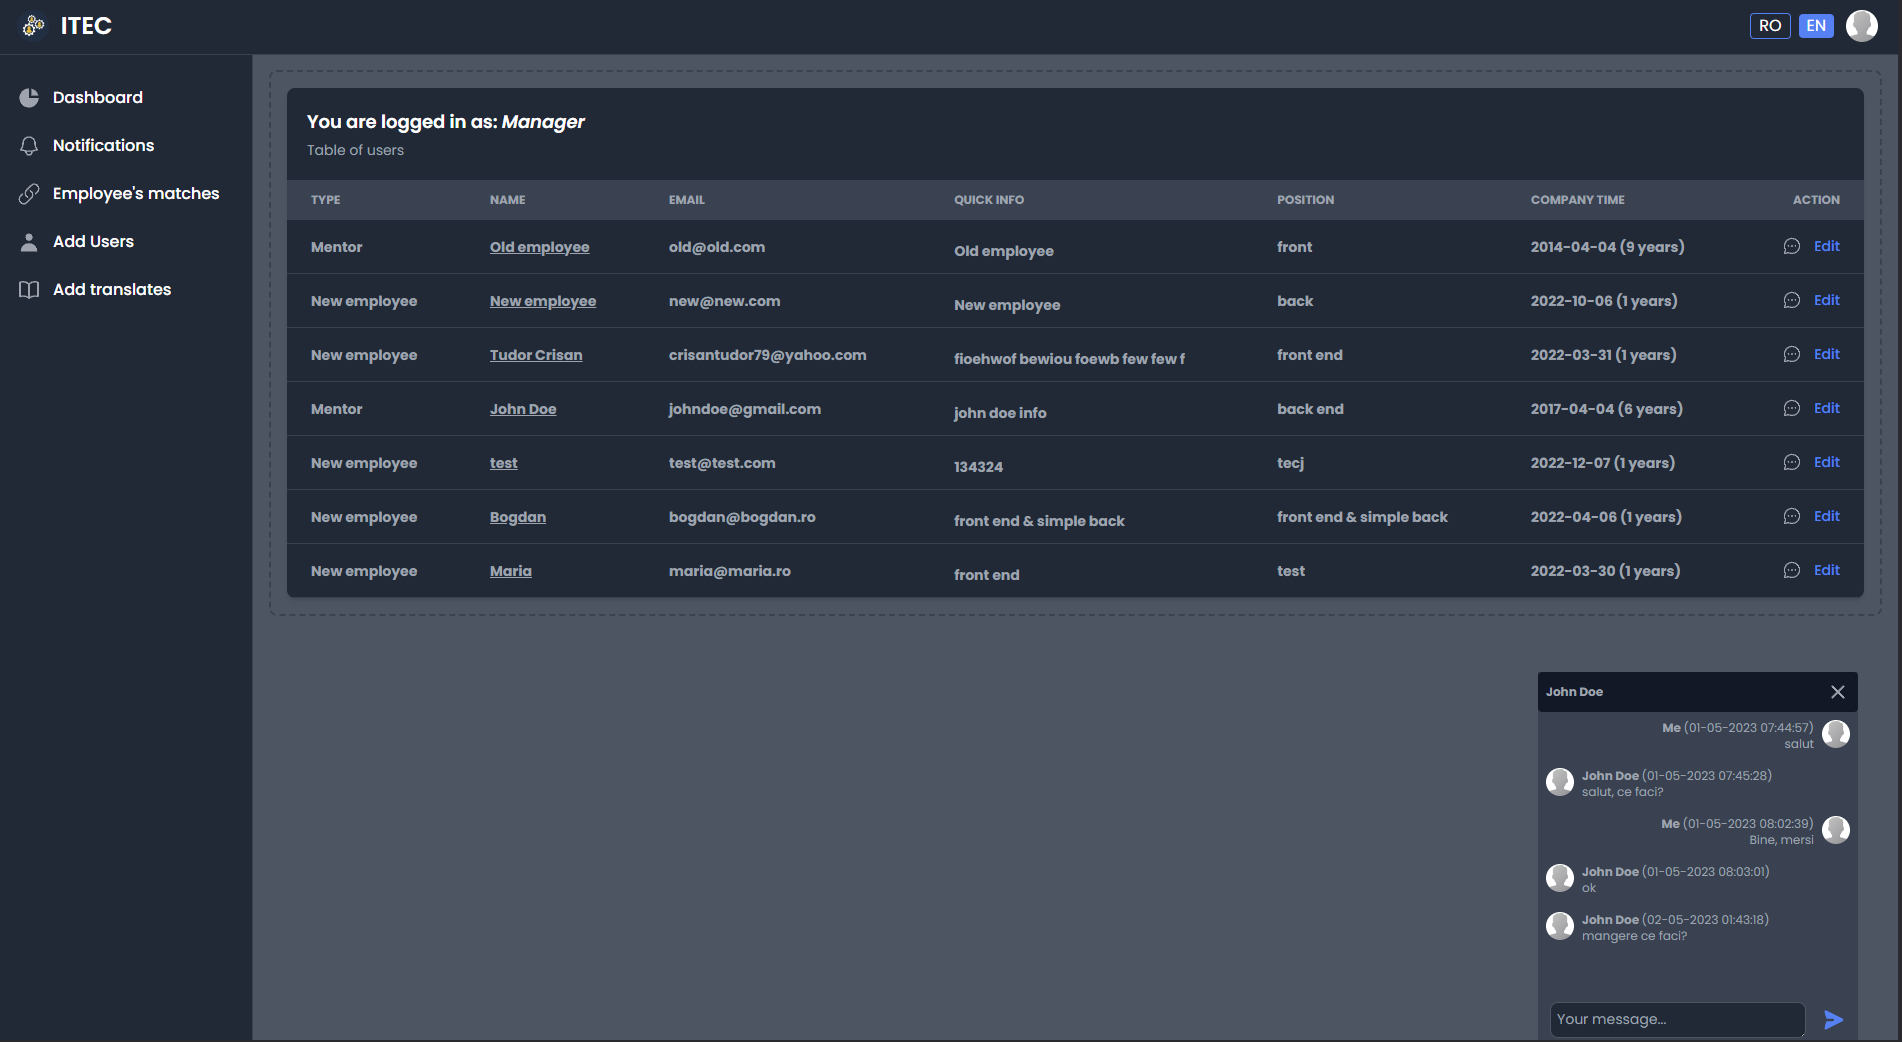 ITEC
RO EN
Dashboard
Notifications
Employee's matches
Add Users
Add translates
You are logged in as: Manager
Table of users
TYPE NAME EMAIL QUICK INFO POSITION COMPANY TIME ACTION
Mentor Old employee old@old.com Old employee front 2014-04-04 (9 years) Edit
New employee New employee new@new.com New employee back 2022-10-06 (1 years) Edit
New employee Tudor Crisan crisantudor79@yahoo.com fioehwof bewiou foewb few few f front end 2022-03-31 (1 years) Edit
Mentor John Doe johndoe@gmail.com john doe info back end 2017-04-04 (6 years) Edit
New employee test test@test.com 134324 tecj 2022-12-07 (1 years) Edit
New employee Bogdan bogdan@bogdan.ro front end & simple back front end & simple back 2022-04-06 (1 years) Edit
New employee Maria maria@maria.ro front end test 2022-03-30 (1 years) Edit
John Doe
Me (01-05-2023 07:44:57)
salut
John Doe (01-05-2023 07:45:28)
salut, ce faci?
Me (01-05-2023 08:02:39)
Bine, mersi
John Doe (01-05-2023 08:03:01)
ok
John Doe (02-05-2023 01:43:18)
mangere ce faci?
Your message...